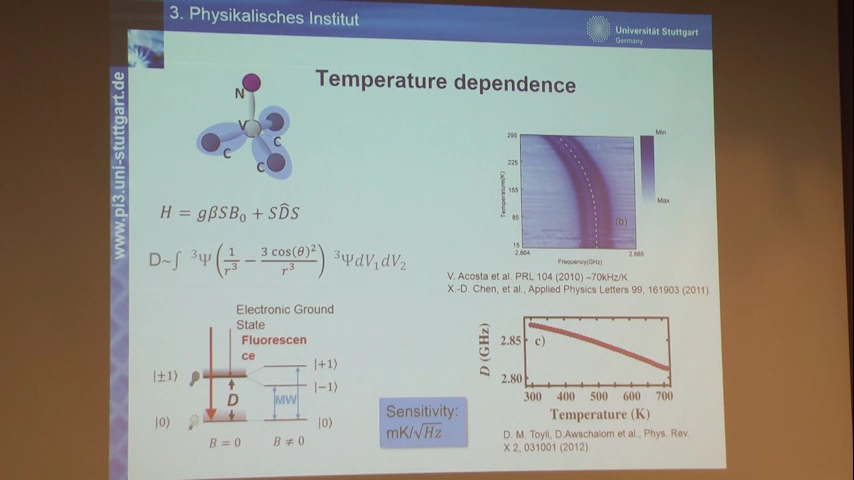 3. Physikalisches Institut
Universität Stuttgart
Germany
www.pi3.uni-stuttgart.de
Temperature dependence
N
V
C
C
C
H = gβSB₀ + SD̂S
D~∫ ³Ψ(1/r³ − 3 cos(θ)²/r³) ³ΨdV₁dV₂
Electronic Ground
State
Fluorescen
ce
|±1⟩
|0⟩
D
MW
|+1⟩
|−1⟩
|0⟩
B = 0
B ≠ 0
Sensitivity:
mK/√Hz
Temperature(K)
295
225
155
85
15
(b)
2.864
2.885
Frequency(GHz)
Min
Max
V. Acosta et al. PRL 104 (2010) ~70kHz/K
X.-D. Chen, et al., Applied Physics Letters 99, 161903 (2011).
D (GHz)
2.85
2.80
c)
300 400 500 600 700
Temperature (K)
D. M. Toyli, D.Awschalom et al., Phys. Rev.
X 2, 031001 (2012).